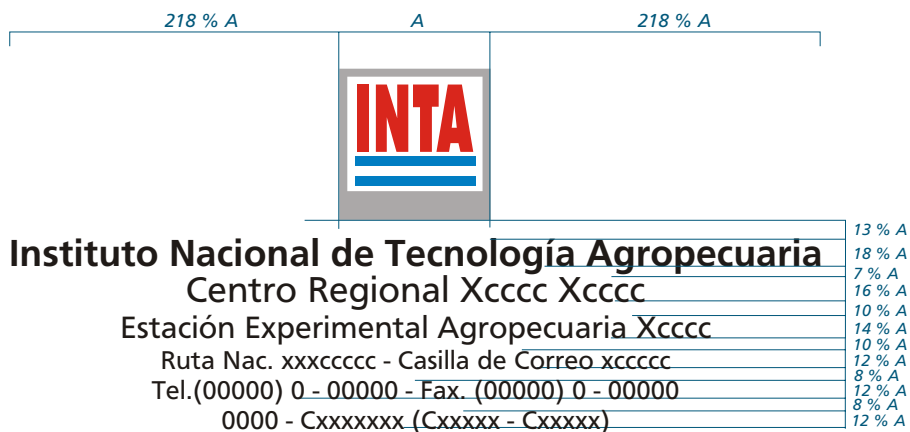 218 % A A 218 % A
INTA
13 % A
Instituto Nacional de Tecnología Agropecuaria
18 % A
7 % A
Centro Regional Xcccc Xcccc
16 % A
10 % A
Estación Experimental Agropecuaria Xcccc
14 % A
10 % A
Ruta Nac. xxxccccc - Casilla de Correo xccccc
12 % A
8 % A
Tel.(00000) 0 - 00000 - Fax. (00000) 0 - 00000
12 % A
8 % A
0000 - Cxxxxxxx (Cxxxxx - Cxxxxx)
12 % A